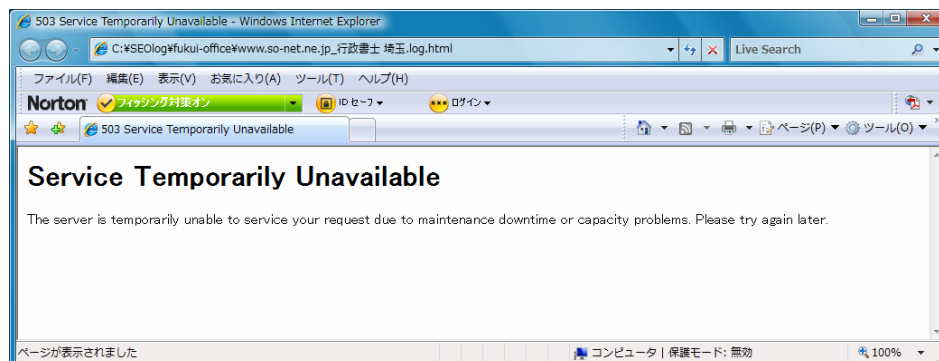 503 Service Temporarily Unavailable - Windows Internet Explorer
C:¥SEOlog¥fukui-office¥www.so-net.ne.jp_行政書士 埼玉.log.html
Live Search
ファイル(F) 編集(E) 表示(V) お気に入り(A) ツール(T) ヘルプ(H)
Norton フィッシング対策オン ID セーフ ログイン
503 Service Temporarily Unavailable
ページ(P) ツール(O)
Service Temporarily Unavailable
The server is temporarily unable to service your request due to maintenance downtime or capacity problems. Please try again later.
ページが表示されました
コンピュータ | 保護モード: 無効
100%